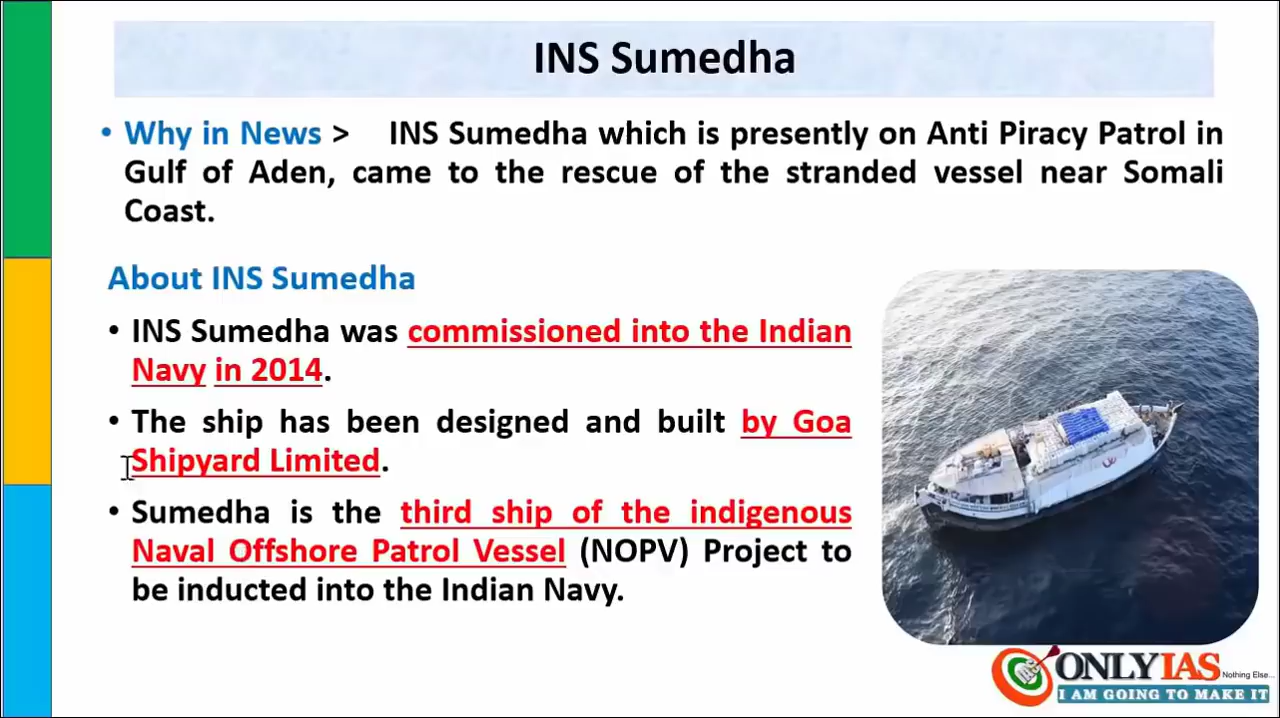 INS Sumedha
• Why in News > INS Sumedha which is presently on Anti Piracy Patrol in
Gulf of Aden, came to the rescue of the stranded vessel near Somali
Coast.
About INS Sumedha
• INS Sumedha was commissioned into the Indian
Navy in 2014.
• The ship has been designed and built by Goa
Shipyard Limited.
• Sumedha is the third ship of the indigenous
Naval Offshore Patrol Vessel (NOPV) Project to
be inducted into the Indian Navy.
ONLYIAS Nothing Else...
I AM GOING TO MAKE IT